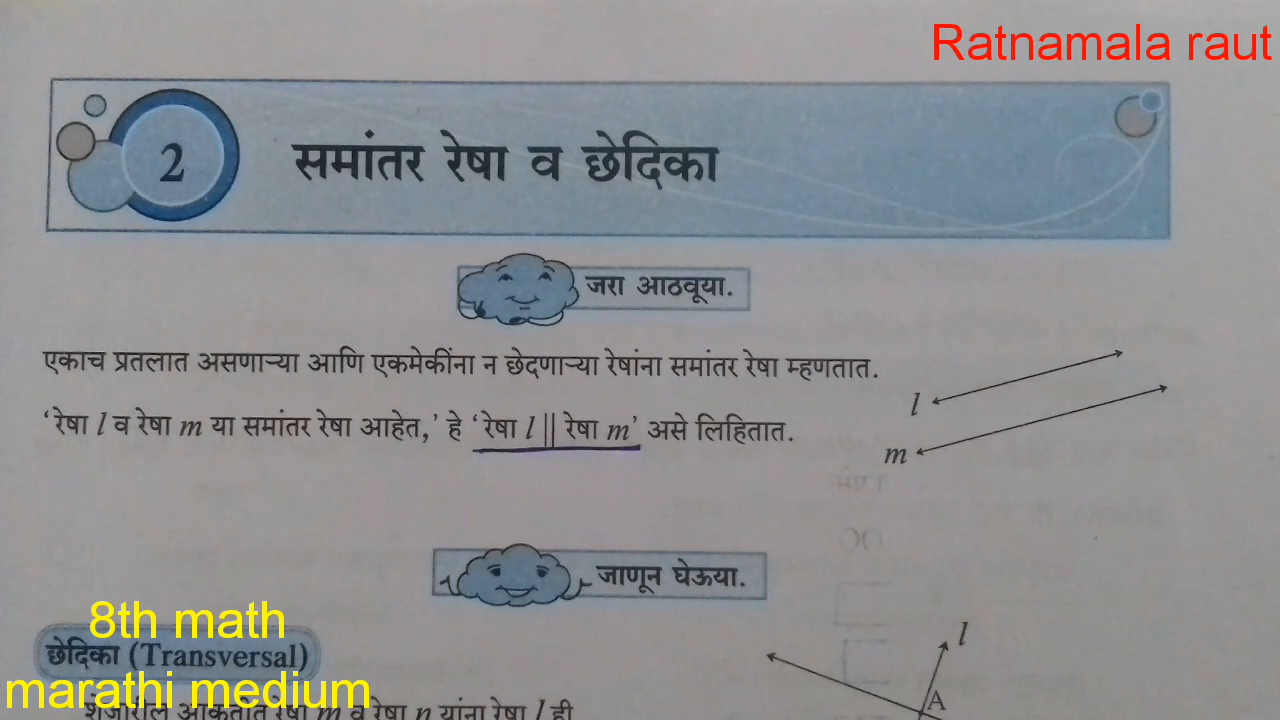 Ratnamala raut
2 समांतर रेषा व छेदिका
जरा आठवूया.
एकाच प्रतलात असणाऱ्या आणि एकमेकींना न छेदणाऱ्या रेषांना समांतर रेषा म्हणतात.
l
‘रेषा l व रेषा m या समांतर रेषा आहेत,’ हे ‘रेषा l || रेषा m’ असे लिहितात.
m
जाणून घेऊया.
8th math
छेदिका (Transversal)
l
marathi medium
A
शेजारील आकृतीत रेषा m व रेषा n यांना रेषा l ही